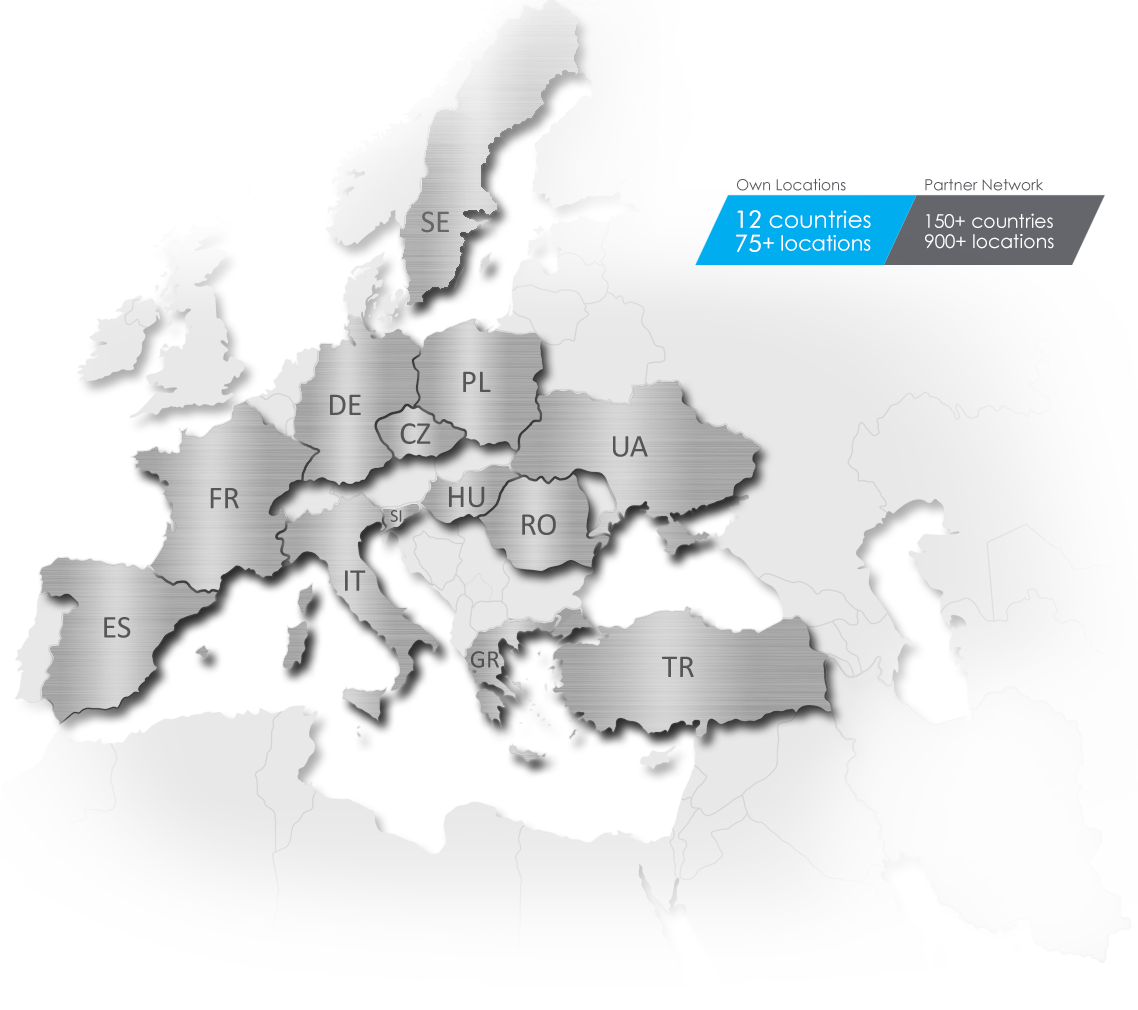 SE
Own Locations
Partner Network
12 countries
75+ locations
150+ countries
900+ locations
PL
DE
CZ
UA
FR
HU
SI
RO
IT
ES
GR
TR